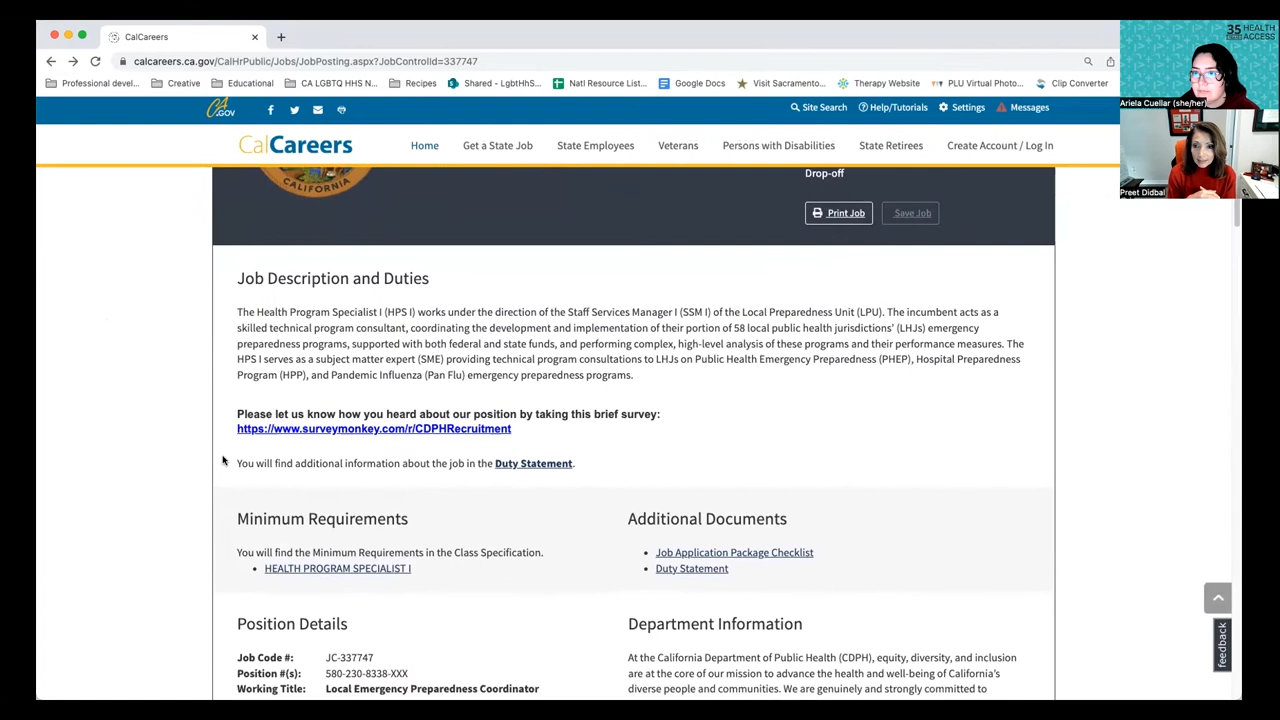 CalCareers
calcareers.ca.gov/CalHrPublic/Jobs/JobPosting.aspx?JobControlId=337747
Professional devel...
Creative
Educational
CA LGBTQ HHS N...
Recipes
Shared - LgbtHhS...
Natl Resource List...
Google Docs
Visit Sacramento...
Therapy Website
PLU Virtual Photo...
Clip Converter
35 HEALTH
ACCESS
Ariela Cuellar (she/her)
Preet Didbal
CA
.GOV
Site Search
Help/Tutorials
Settings
Messages
CalCareers
Home
Get a State Job
State Employees
Veterans
Persons with Disabilities
State Retirees
Create Account / Log In
CALIFORNIA
Drop-off
Print Job
Save Job
Job Description and Duties
The Health Program Specialist I (HPS I) works under the direction of the Staff Services Manager I (SSM I) of the Local Preparedness Unit (LPU). The incumbent acts as a
skilled technical program consultant, coordinating the development and implementation of their portion of 58 local public health jurisdictions' (LHJs) emergency
preparedness programs, supported with both federal and state funds, and performing complex, high-level analysis of these programs and their performance measures. The
HPS I serves as a subject matter expert (SME) providing technical program consultations to LHJs on Public Health Emergency Preparedness (PHEP), Hospital Preparedness
Program (HPP), and Pandemic Influenza (Pan Flu) emergency preparedness programs.
Please let us know how you heard about our position by taking this brief survey:
https://www.surveymonkey.com/r/CDPHRecruitment
You will find additional information about the job in the Duty Statement.
Minimum Requirements
You will find the Minimum Requirements in the Class Specification.
• HEALTH PROGRAM SPECIALIST I
Additional Documents
• Job Application Package Checklist
• Duty Statement
Position Details
Job Code #: JC-337747
Position #(s): 580-230-8338-XXX
Working Title: Local Emergency Preparedness Coordinator
Department Information
At the California Department of Public Health (CDPH), equity, diversity, and inclusion
are at the core of our mission to advance the health and well-being of California's
diverse people and communities. We are genuinely and strongly committed to
feedback